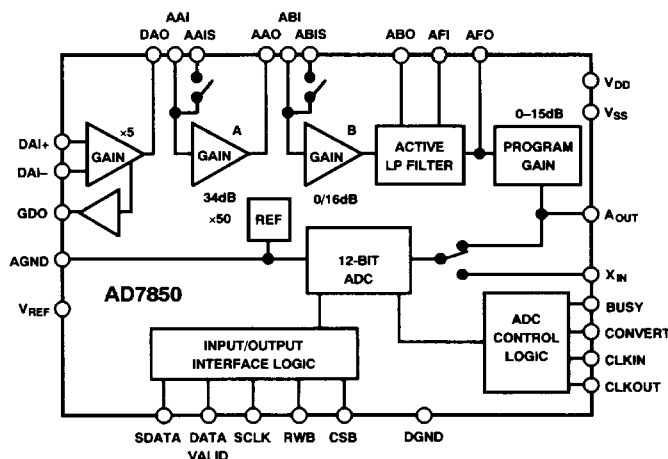 AAI ABI
DAO AAIS AAO ABIS ABO AFI AFO
VDD
0–15dB
VSS
×5 A B
DAI+
GAIN GAIN GAIN ACTIVE LP FILTER PROGRAM GAIN
DAI–
34dB 0/16dB
GDO ×50 REF AOUT
AGND 12-BIT ADC
XIN
AD7850
VREF BUSY
INPUT/OUTPUT INTERFACE LOGIC ADC CONTROL LOGIC CONVERT
CLKIN
CLKOUT
SDATA DATA VALID SCLK RWB CSB DGND